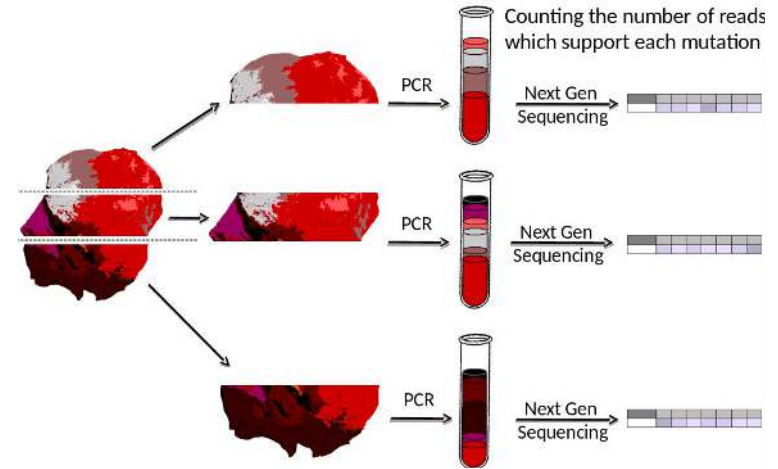 Counting the number of reads
which support each mutation
PCR
Next Gen
Sequencing
PCR
Next Gen
Sequencing
PCR
Next Gen
Sequencing